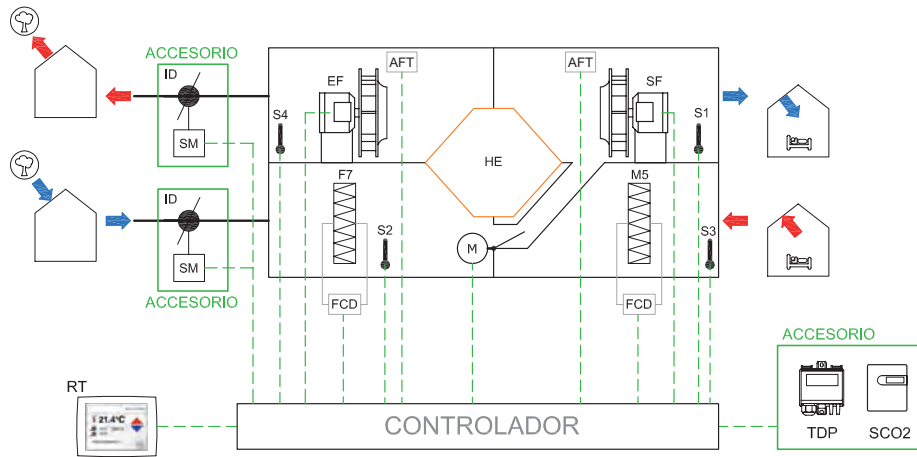 ACCESORIO
ID
SM
ID
SM
ACCESORIO
S4
EF
AFT
AFT
SF
S1
HE
F7
S2
M
M5
S3
FCD
FCD
RT
21.4°C
CONTROLADOR
ACCESORIO
TDP
SCO2